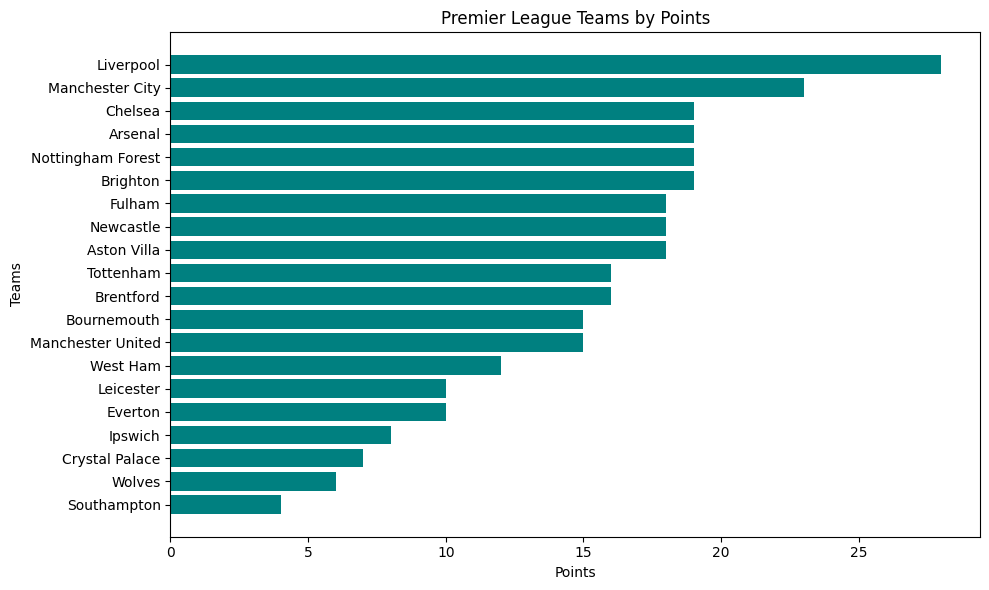 Premier League Teams by Points
Teams
Liverpool
Manchester City
Chelsea
Arsenal
Nottingham Forest
Brighton
Fulham
Newcastle
Aston Villa
Tottenham
Brentford
Bournemouth
Manchester United
West Ham
Leicester
Everton
Ipswich
Crystal Palace
Wolves
Southampton
0 5 10 15 20 25
Points